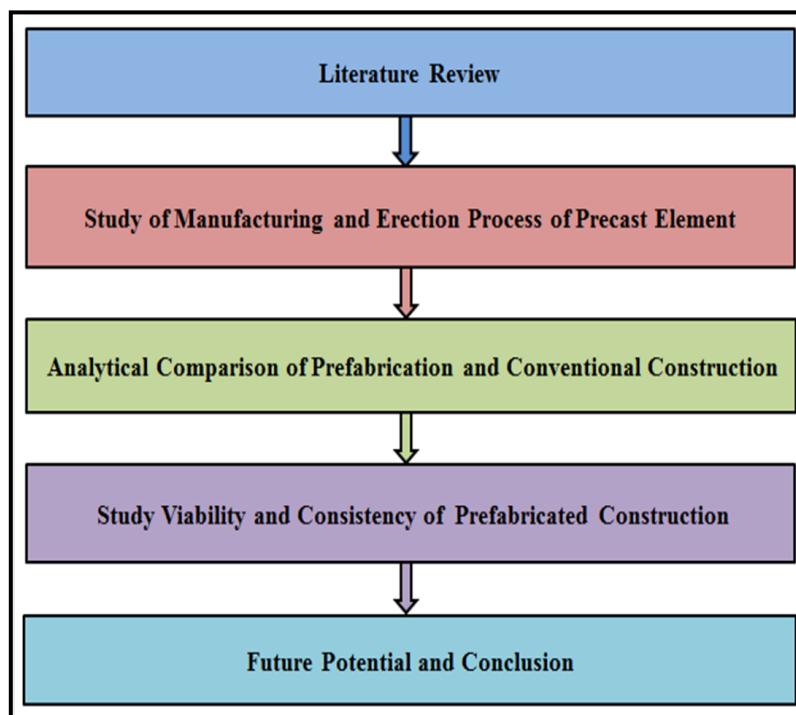 Literature Review
Study of Manufacturing and Erection Process of Precast Element
Analytical Comparison of Prefabrication and Conventional Construction
Study Viability and Consistency of Prefabricated Construction
Future Potential and Conclusion